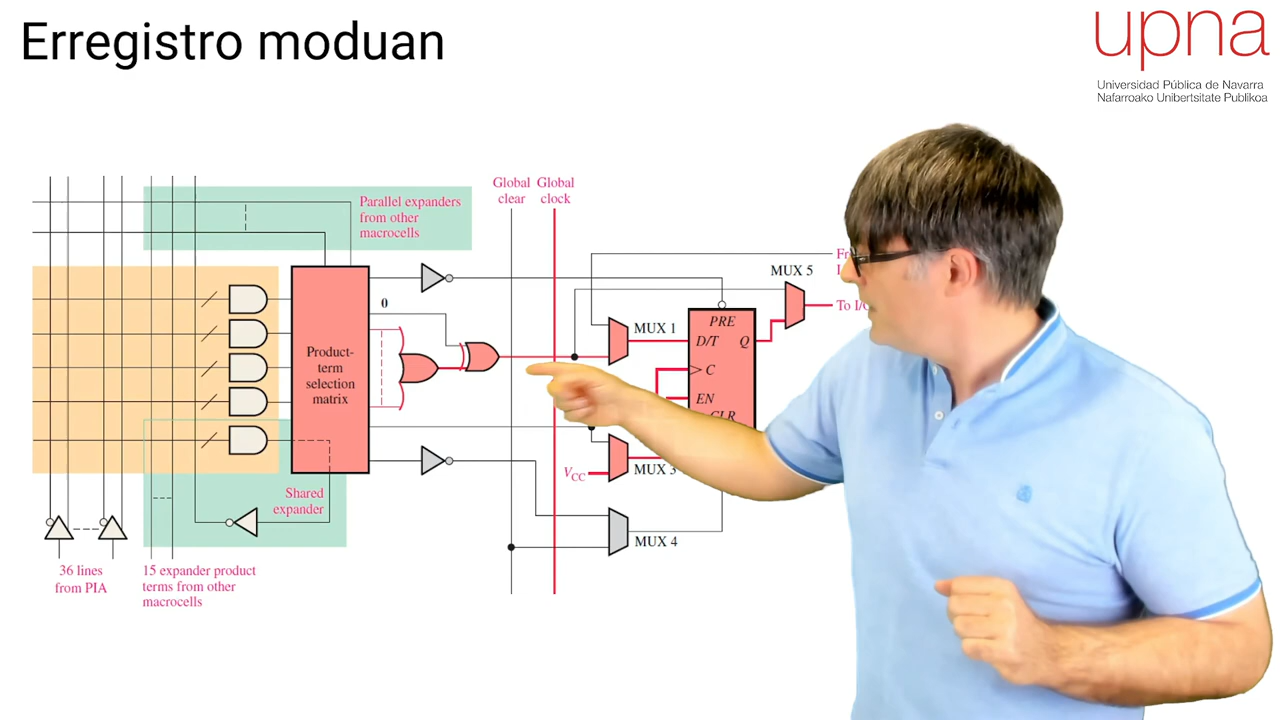 Erregistro moduan
upna
Universidad Pública de Navarra
Nafarroako Unibertsitate Publikoa
Global clear
Global clock
Parallel expanders
from other
macrocells
MUX 5
0
MUX 1
PRE
D/T
Q
To I/
C
EN
CLR
Product-
term
selection
matrix
VCC
MUX 3
Shared
expander
MUX 4
36 lines
from PIA
15 expander product
terms from other
macrocells